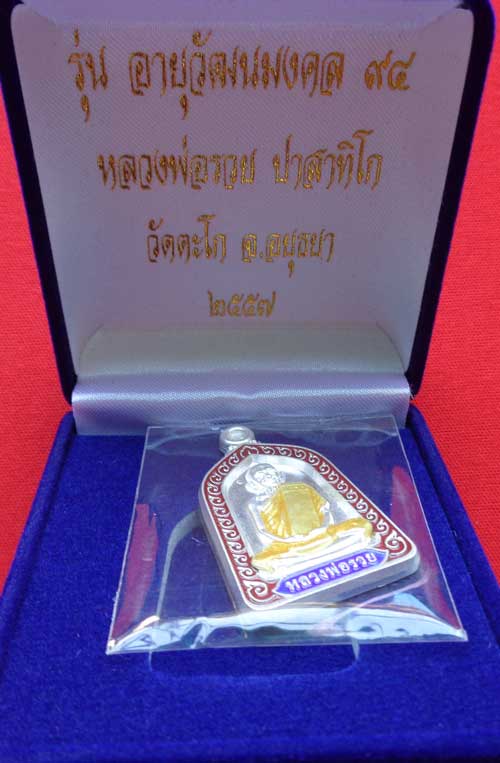 รุ่น อายุวัฒนมงคล ๙๔
หลวงพ่อรวย ปาสาทิโก
วัดตะโก จ.อยุธยา
๒๕๕๗
หลวงพ่อรวย